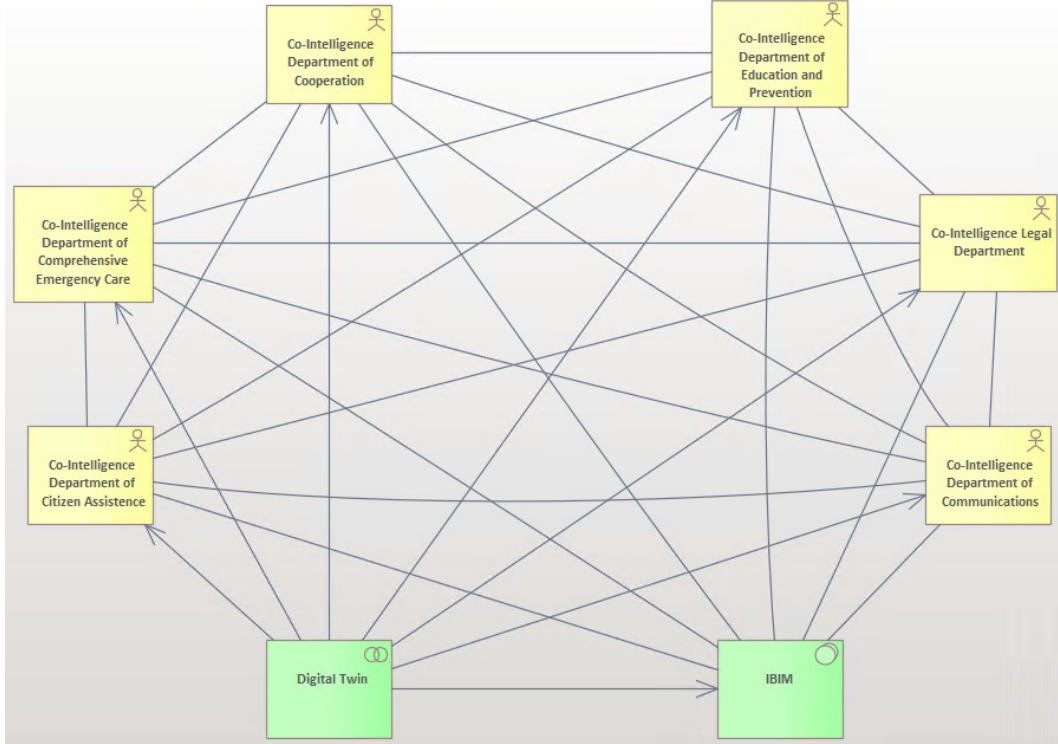 Co-Intelligence
Department of
Cooperation
Co-Intelligence
Department of
Education and
Prevention
Co-Intelligence
Department of
Comprehensive
Emergency Care
Co-Intelligence Legal
Department
Co-Intelligence
Department of
Citizen Assistence
Co-Intelligence
Department of
Communications
Digital Twin
IBIM